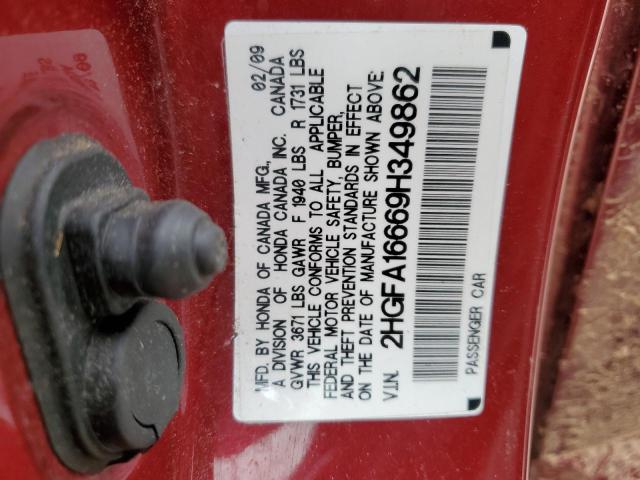 MFD. BY HONDA OF CANADA MFG., 02/09
A DIVISION OF HONDA CANADA INC. CANADA
GVWR 3671 LBS GAWR F 1940 LBS R 1731 LBS
THIS VEHICLE CONFORMS TO ALL APPLICABLE
FEDERAL MOTOR VEHICLE SAFETY, BUMPER,
AND THEFT PREVENTION STANDARDS IN EFFECT
ON THE DATE OF MANUFACTURE SHOWN ABOVE:
V.I.N. 2HGFA16669H349862
PASSENGER CAR